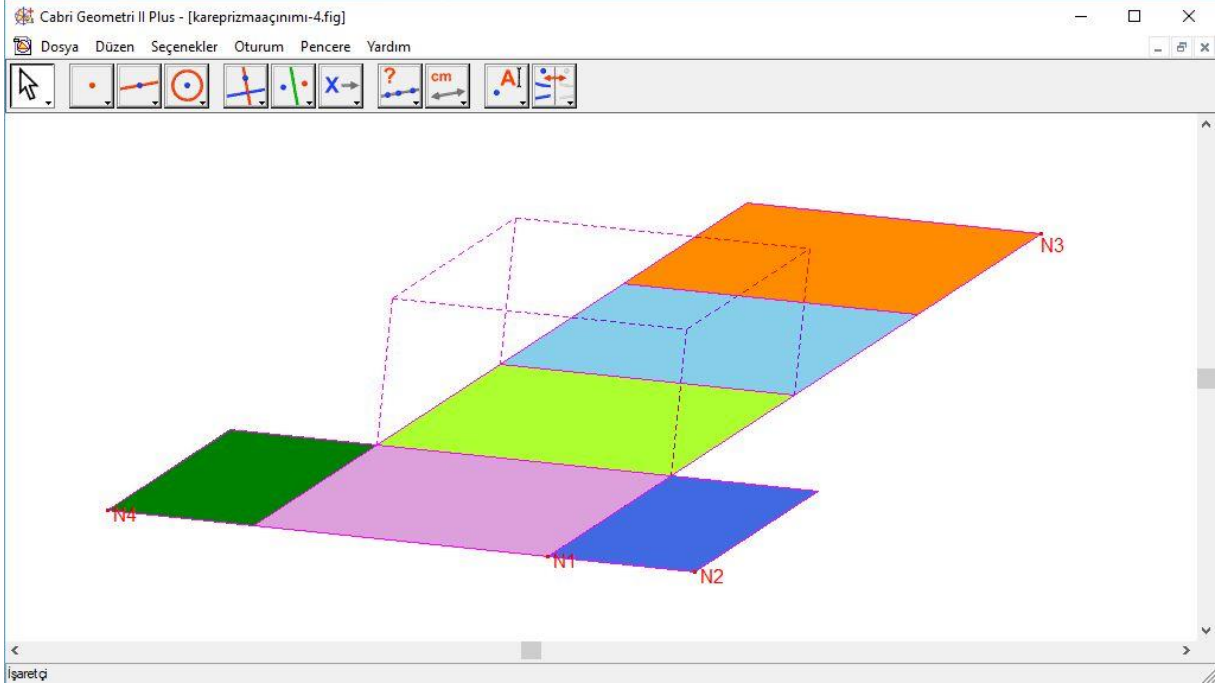 Cabri Geometri II Plus - [kareprizmaaçınımı-4.fig]
Dosya Düzen Seçenekler Oturum Pencere Yardım
X ? cm A
N3
N4
N1
N2
İşaretçi